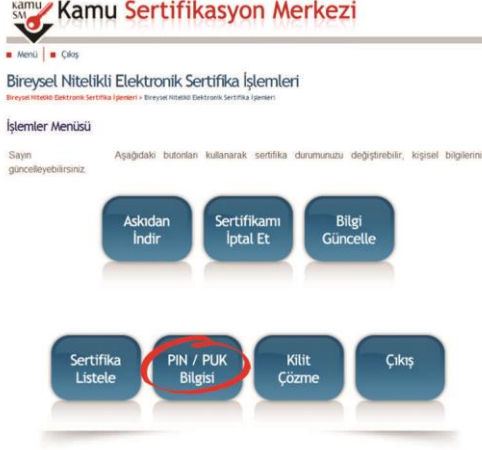 KAMU
SM
Kamu Sertifikasyon Merkezi
Menü
Çıkış
Bireysel Nitelikli Elektronik Sertifika İşlemleri
Bireysel Nitelikli Elektronik Sertifika İşlemleri > Bireysel Nitelikli Elektronik Sertifika İşlemleri
İşlemler Menüsü
Sayın Aşağıdaki butonları kullanarak sertifika durumunuzu değiştirebilir, kişisel bilgilerini
güncelleyebilirsiniz.
Askıdan
İndir
Sertifikamı
İptal Et
Bilgi
Güncelle
Sertifika
Listele
PIN / PUK
Bilgisi
Kilit
Çözme
Çıkış